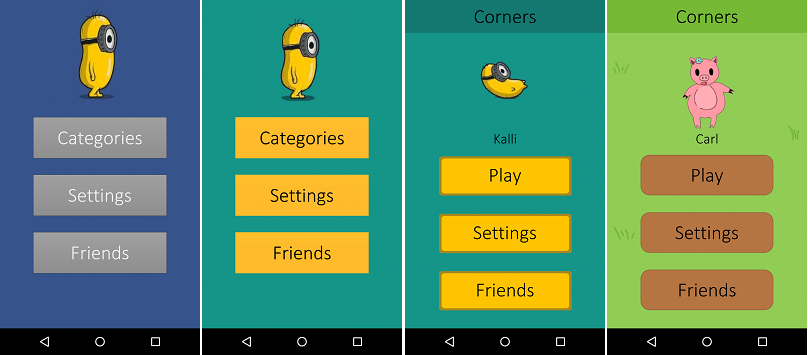 Categories
Settings
Friends
Categories
Settings
Friends
Corners
Kalli
Play
Settings
Friends
Corners
Carl
Play
Settings
Friends